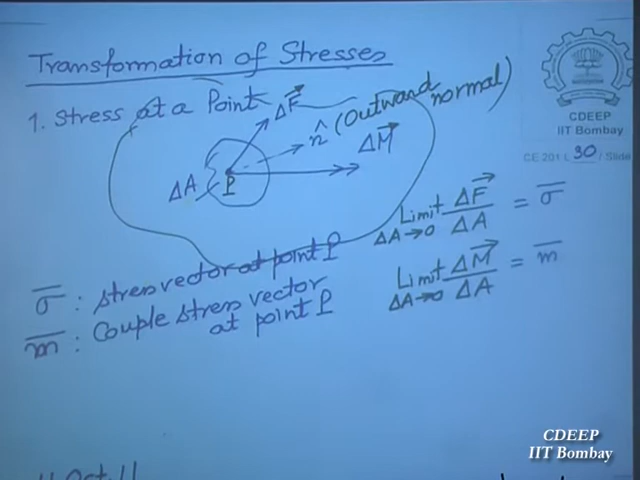 Transformation of Stresses
1. Stress at a Point
ΔF
n̂ (Outward normal)
ΔM
ΔA
P
Limit ΔF / ΔA = σ
ΔA→0
Limit ΔM / ΔA = m
ΔA→0
σ : stress vector at point P
m : Couple stress vector
at point P
CDEEP
IIT Bombay
CE 201 L 30 / Slide
CDEEP
IIT Bombay